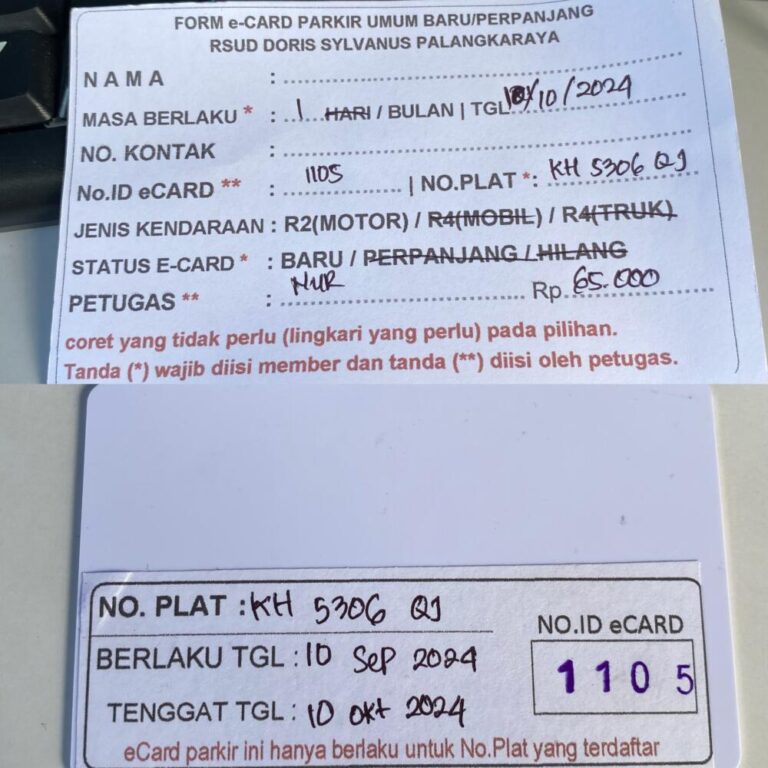 FORM e-CARD PARKIR UMUM BARU/PERPANJANG
RSUD DORIS SYLVANUS PALANGKARAYA
NAMA :
MASA BERLAKU * : 1 HARI / BULAN | TGL 10/10/2024
NO. KONTAK :
No.ID eCARD ** : 1105 | NO.PLAT *: KH 5306 QJ
JENIS KENDARAAN : R2(MOTOR) / R4(MOBIL) / R4(TRUK)
STATUS E-CARD * : BARU / PERPANJANG / HILANG
PETUGAS ** : NUR Rp. 65.000
coret yang tidak perlu (lingkari yang perlu) pada pilihan.
Tanda (*) wajib diisi member dan tanda (**) diisi oleh petugas.
NO. PLAT : KH 5306 QJ
BERLAKU TGL : 10 Sep 2024
TENGGAT TGL : 10 Okt 2024
NO.ID eCARD
1105
eCard parkir ini hanya berlaku untuk No.Plat yang terdaftar